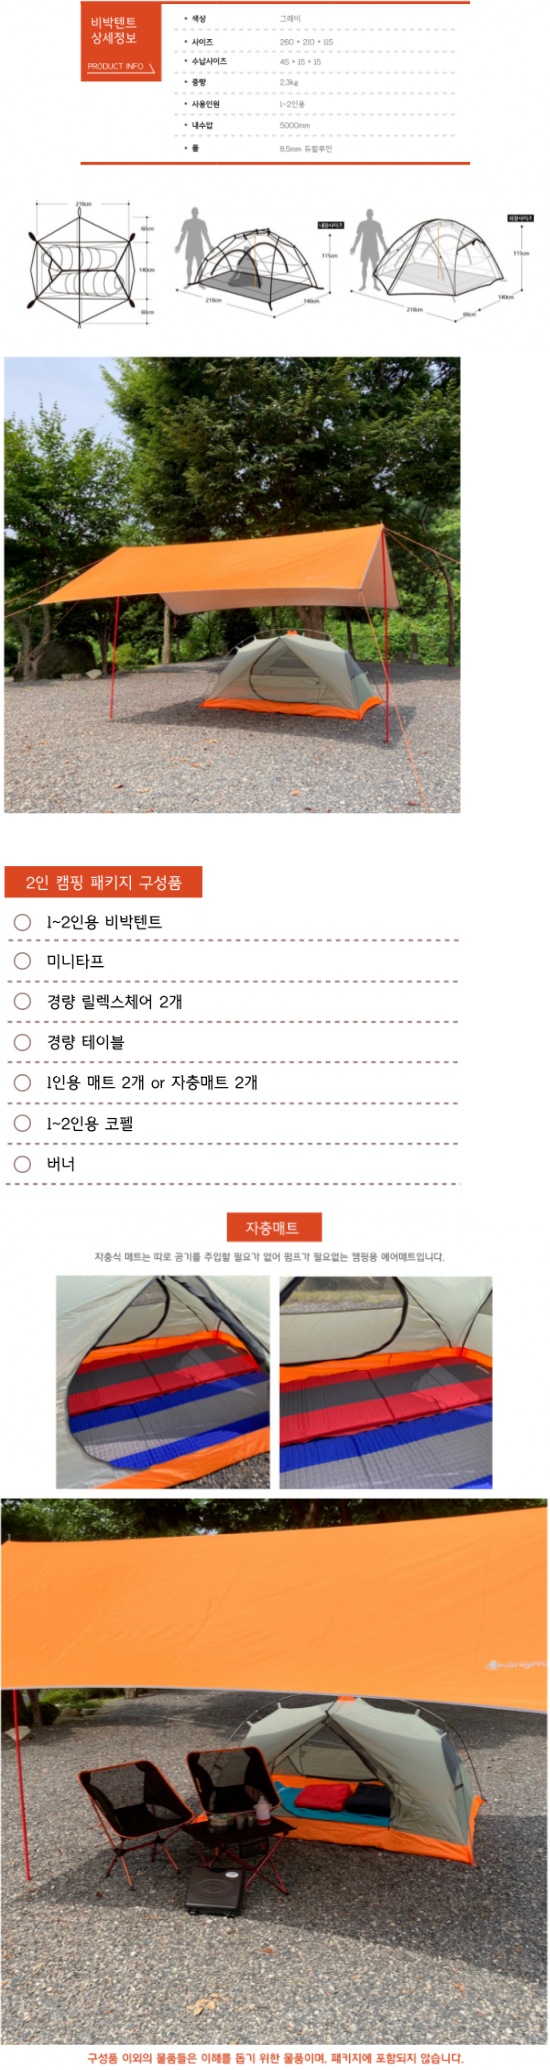 비박텐트
상세정보
PRODUCT INFO
• 색상 그레이
• 사이즈 260 * 210 * 115
• 수납사이즈 45 * 15 * 15
• 중량 2.3kg
• 사용인원 1-2인용
• 내수압 5000mm
• 폴 8.5mm 듀랄루민
210cm
60cm
140cm
60cm
내장사이즈
115cm
210cm
140cm
외장사이즈
115cm
210cm
60cm
140cm
2인 캠핑 패키지 구성품
1~2인용 비박텐트
미니타프
경량 릴렉스체어 2개
경량 테이블
1인용 매트 2개 or 자충매트 2개
1~2인용 코펠
버너
자충매트
자충식 매트는 따로 공기를 주입할 필요가 없어 펌프가 필요없는 캠핑용 에어매트입니다.
구성품 이외의 물품들은 이해를 돕기 위한 물품이며, 패키지에 포함되지 않습니다.